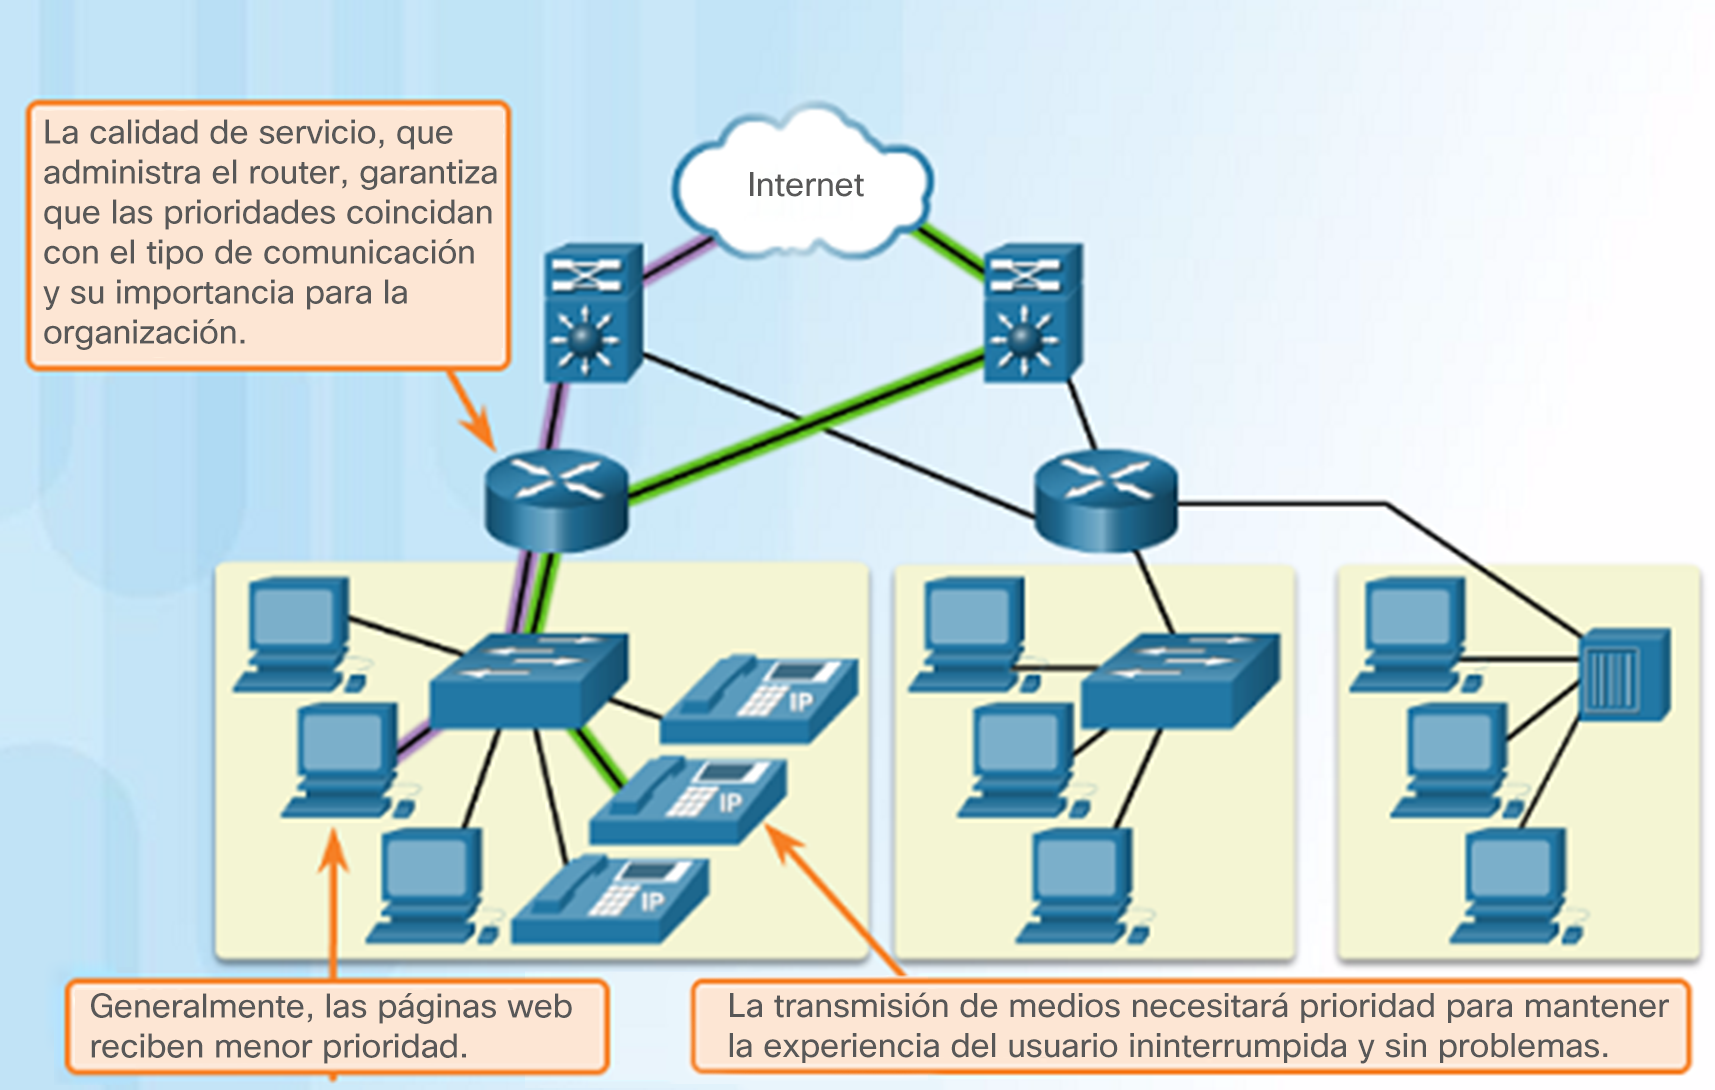 La calidad de servicio, que
administra el router, garantiza
que las prioridades coincidan
con el tipo de comunicación
y su importancia para la
organización.
Internet
IP
IP
IP
Generalmente, las páginas web
reciben menor prioridad.
La transmisión de medios necesitará prioridad para mantener
la experiencia del usuario ininterrumpida y sin problemas.